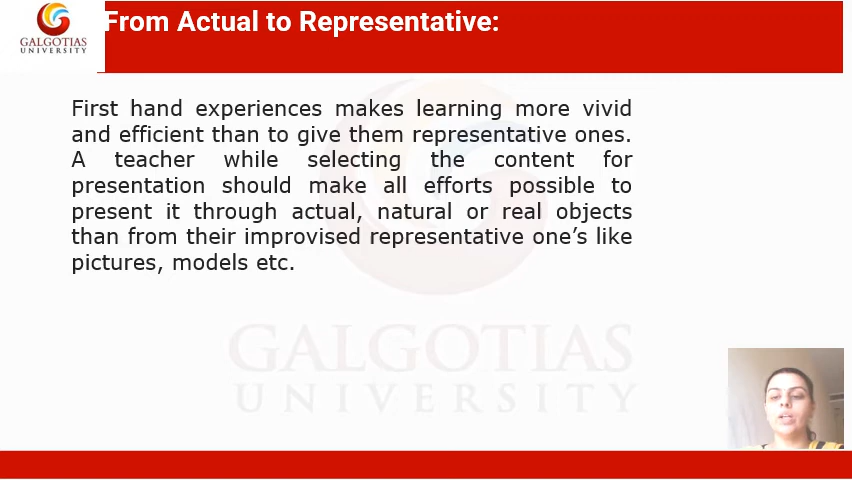 From Actual to Representative:
GALGOTIAS
UNIVERSITY
First hand experiences makes learning more vivid
and efficient than to give them representative ones.
A teacher while selecting the content for
presentation should make all efforts possible to
present it through actual, natural or real objects
than from their improvised representative one's like
pictures, models etc.
GALGOTIAS
UNIVERSITY